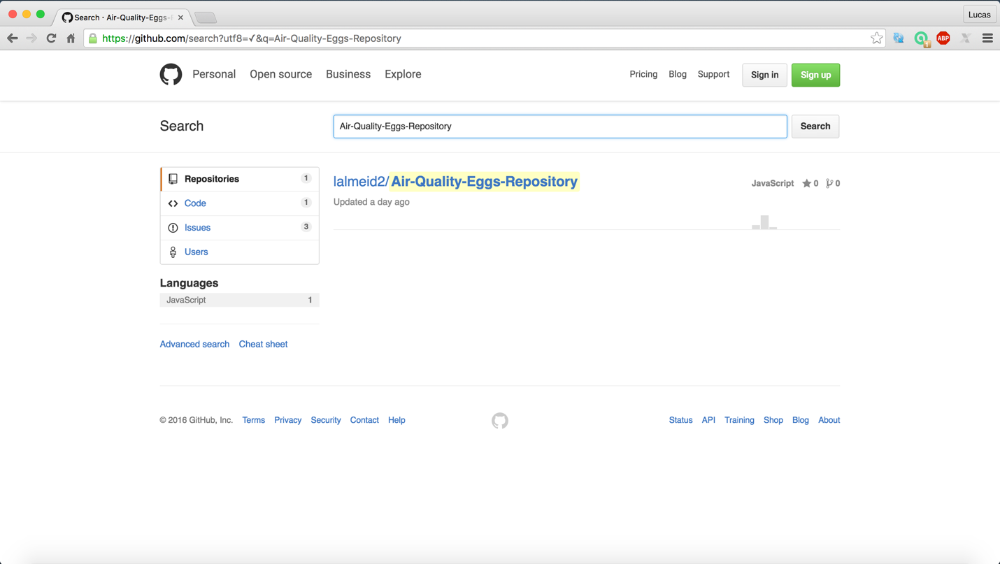 Search · Air-Quality-Eggs-R
Lucas
https://github.com/search?utf8=✓&q=Air-Quality-Eggs-Repository
ABP
Personal Open source Business Explore
Pricing Blog Support Sign in Sign up
Search
Air-Quality-Eggs-Repository
Search
Repositories 1
Code 1
Issues 3
Users
lalmeid2/Air-Quality-Eggs-Repository
JavaScript 0 0
Updated a day ago
Languages
JavaScript 1
Advanced search Cheat sheet
© 2016 GitHub, Inc. Terms Privacy Security Contact Help
Status API Training Shop Blog About